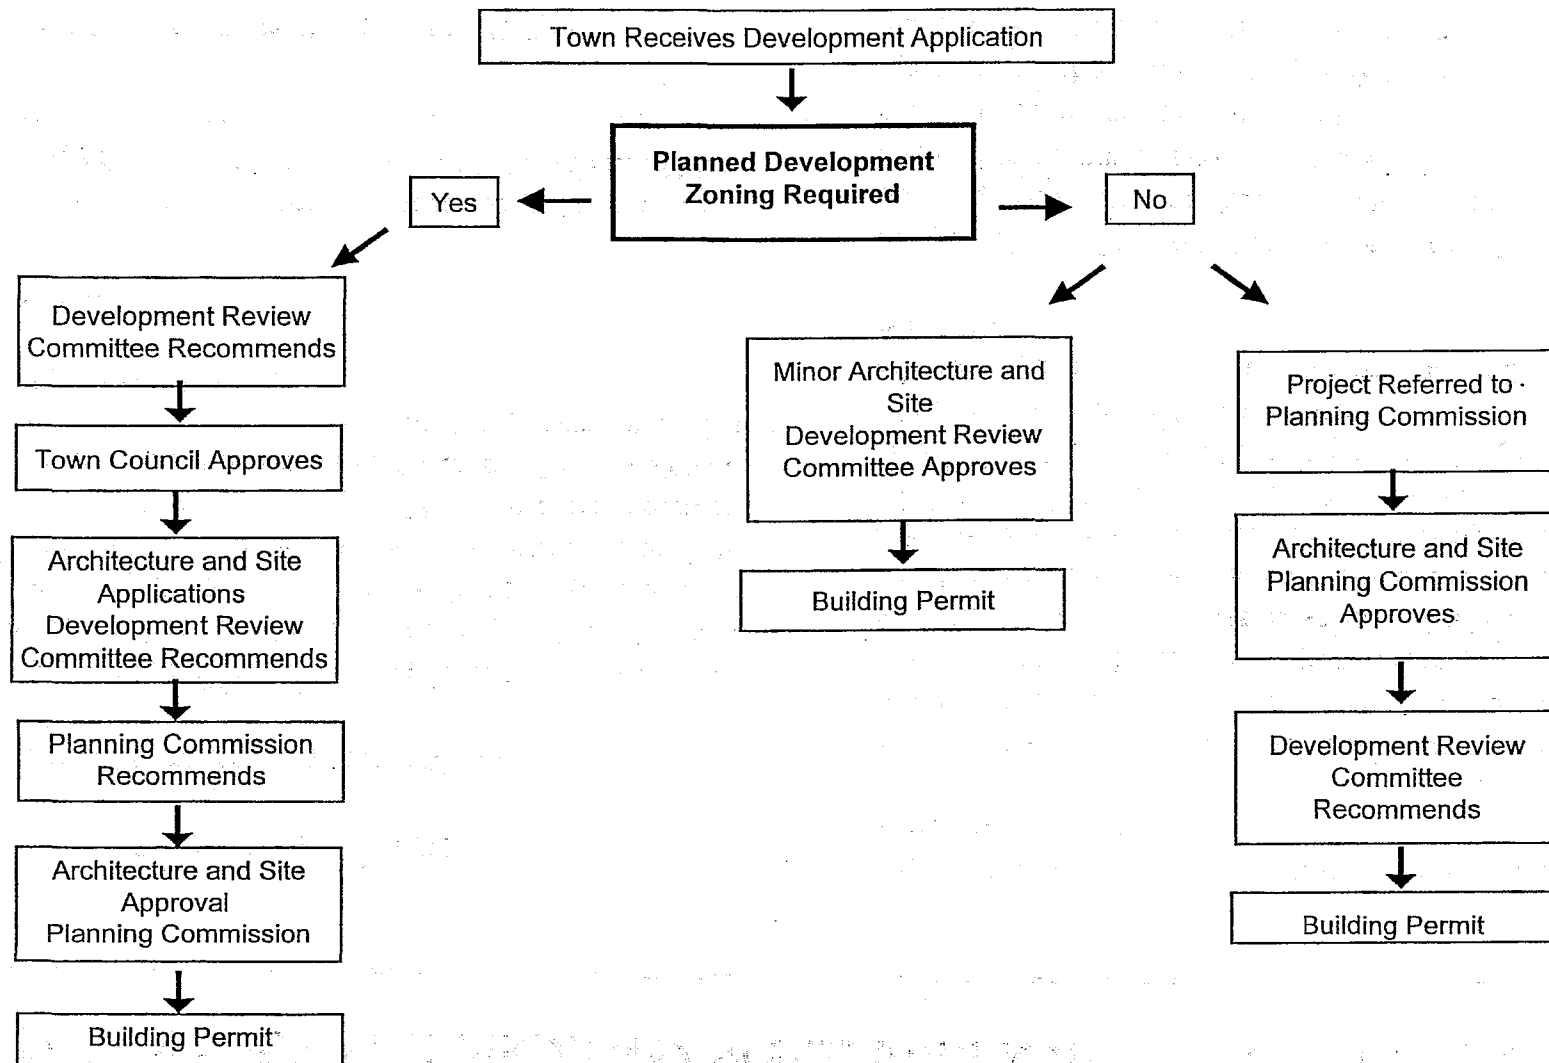 Town Receives Development Application
Planned Development
Zoning Required
Yes
No
Development Review
Committee Recommends
Town Council Approves
Architecture and Site
Applications
Development Review
Committee Recommends
Planning Commission
Recommends
Architecture and Site
Approval
Planning Commission
Building Permit
Minor Architecture and
Site
Development Review
Committee Approves
Building Permit
Project Referred to
Planning Commission
Architecture and Site
Planning Commission
Approves
Development Review
Committee
Recommends
Building Permit